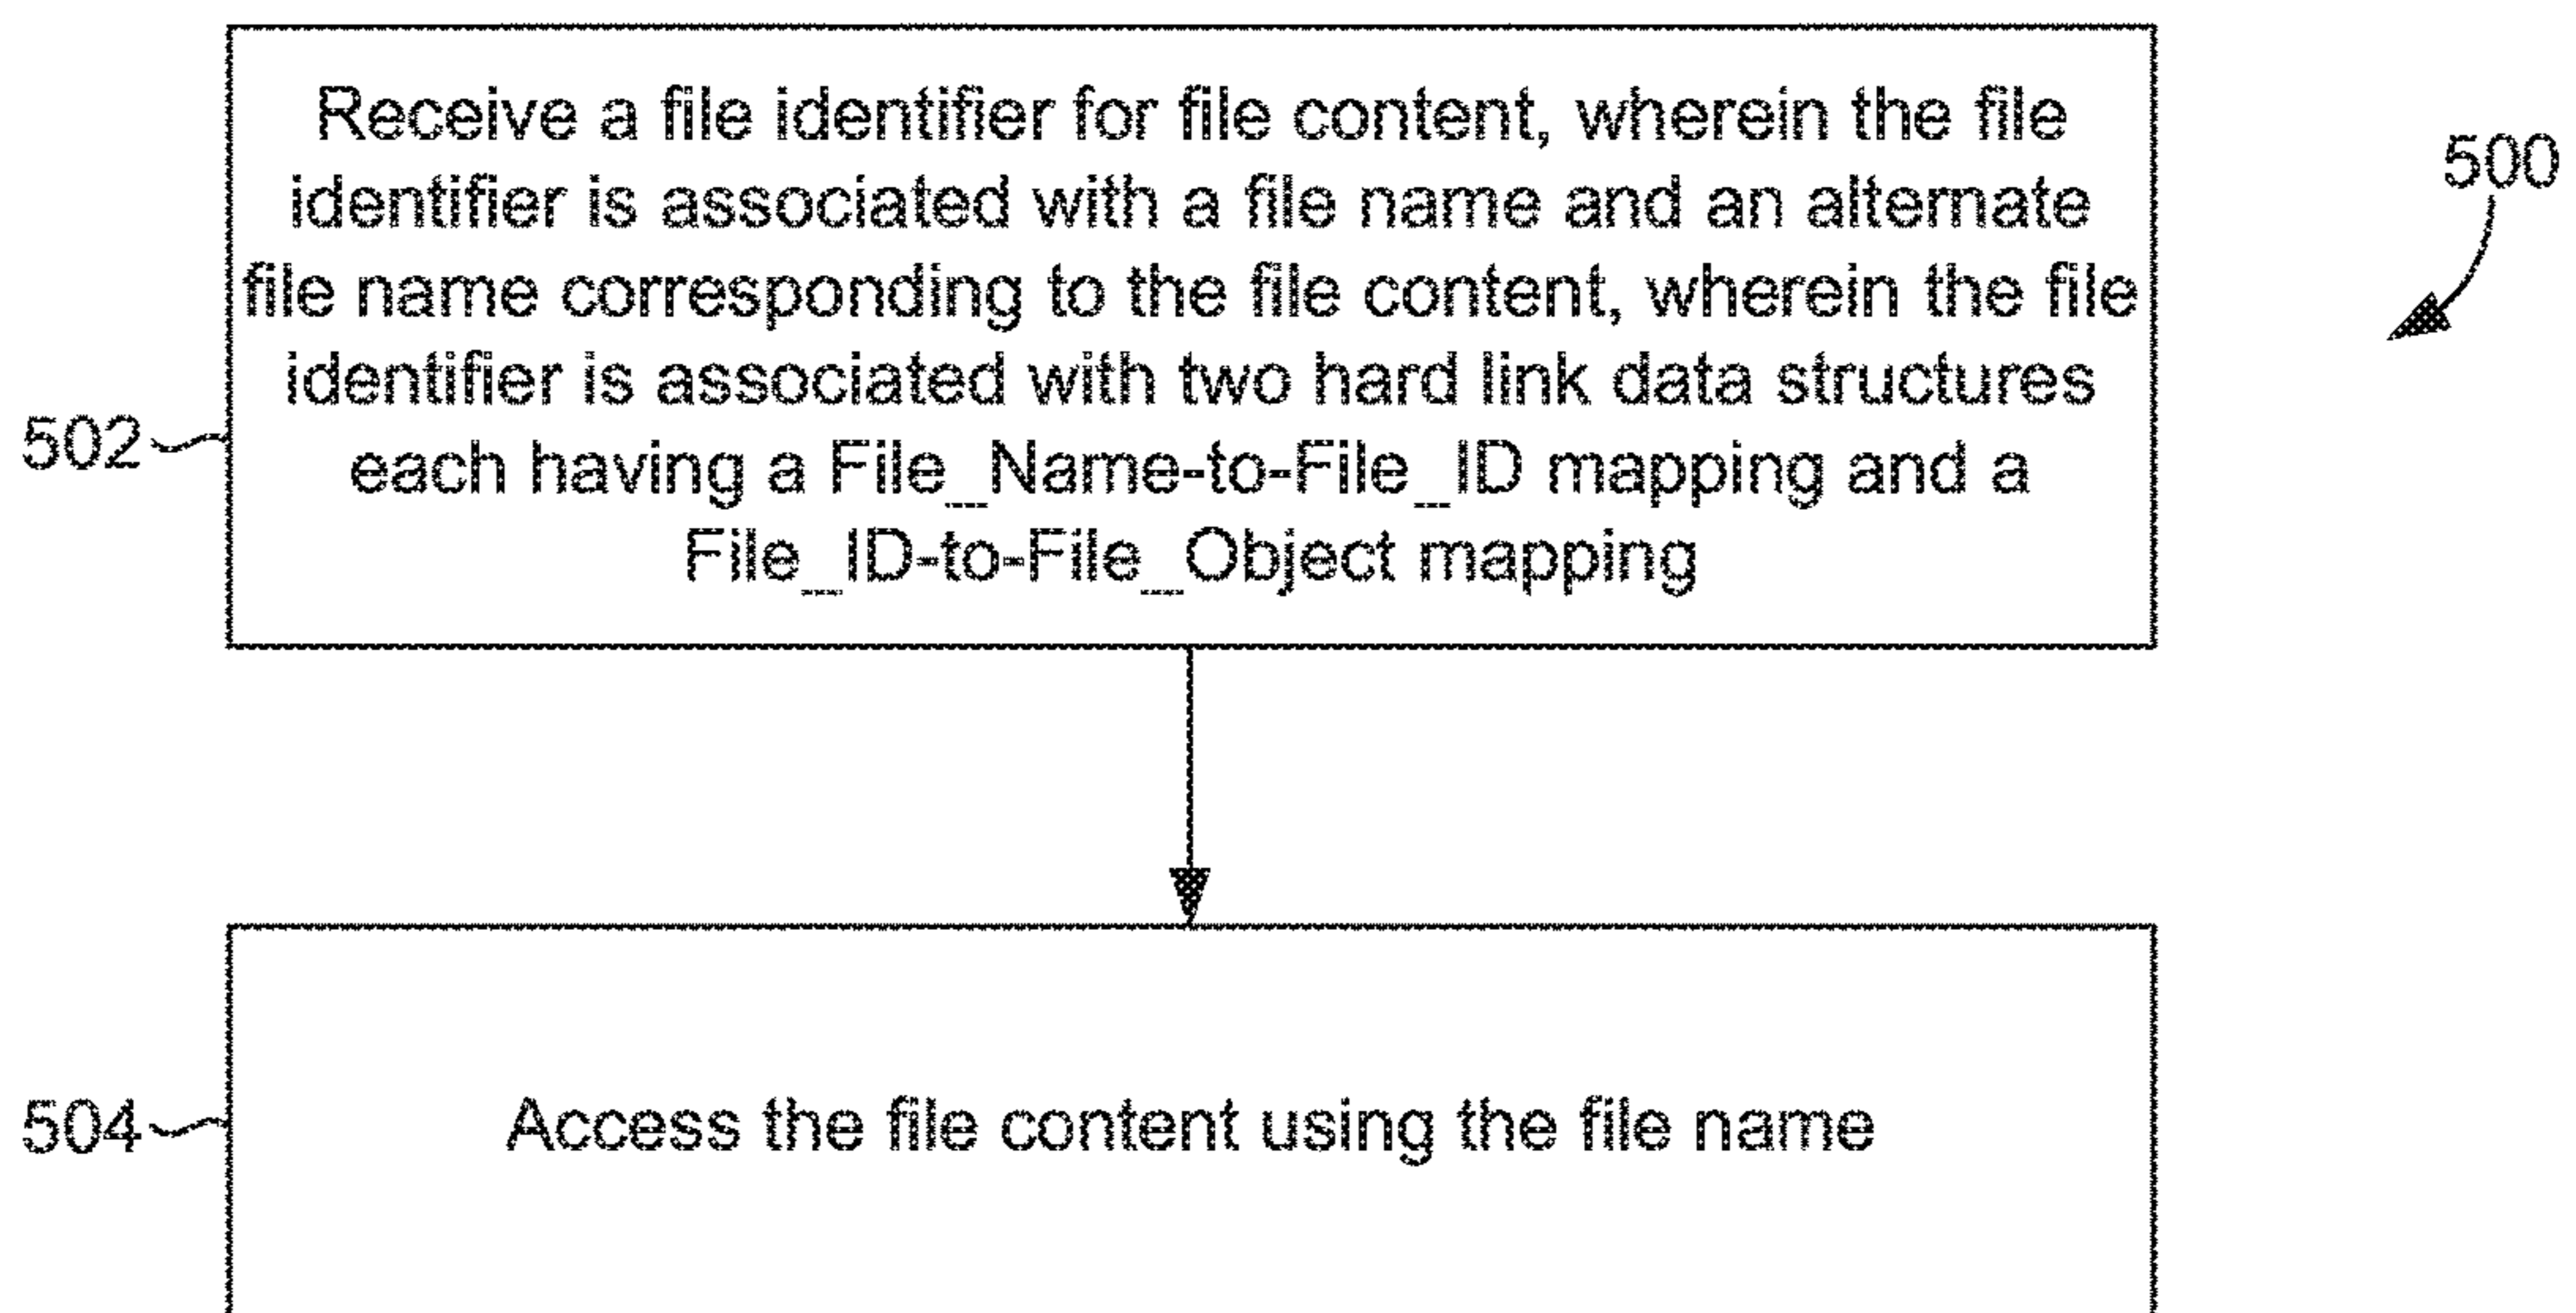 Receive a file identifier for file content, wherein the file
identifier is associated with a file name and an alternate
file name corresponding to the file content, wherein the file
identifier is associated with two hard link data structures
each having a File_Name-to-File_ID mapping and a
File_ID-to-File_Object mapping
500
502
Access the file content using the file name
504